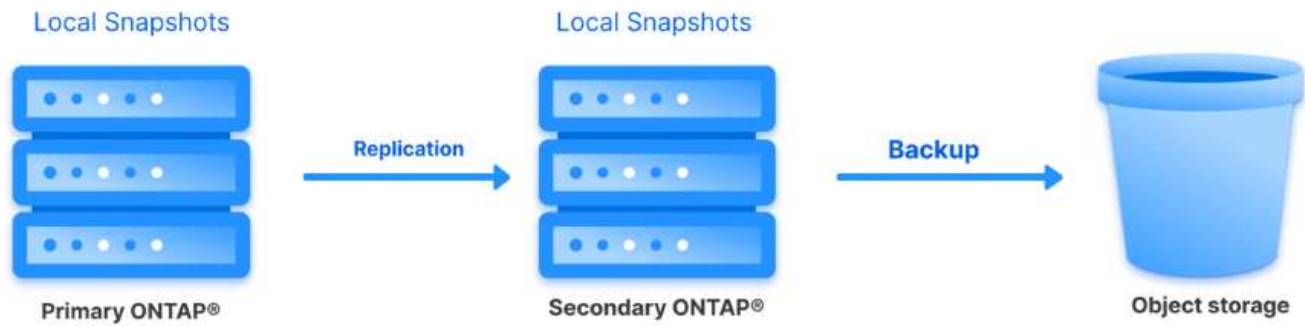 Local Snapshots
Local Snapshots
Replication
Backup
Primary ONTAP®
Secondary ONTAP®
Object storage